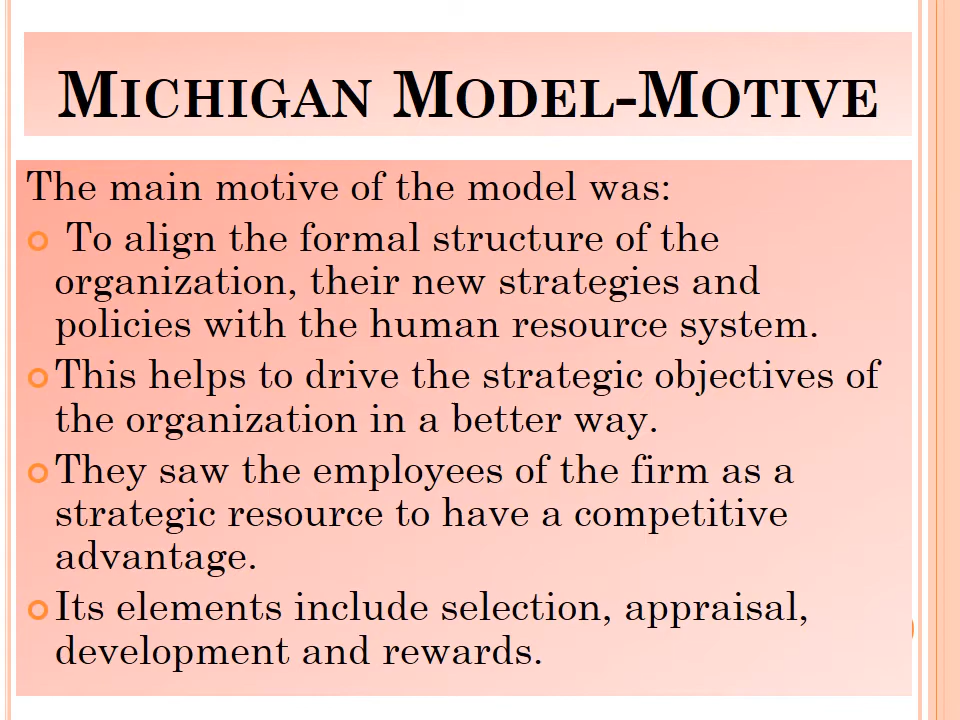 MICHIGAN MODEL-MOTIVE
The main motive of the model was:
To align the formal structure of the
organization, their new strategies and
policies with the human resource system.
This helps to drive the strategic objectives of
the organization in a better way.
They saw the employees of the firm as a
strategic resource to have a competitive
advantage.
Its elements include selection, appraisal,
development and rewards.